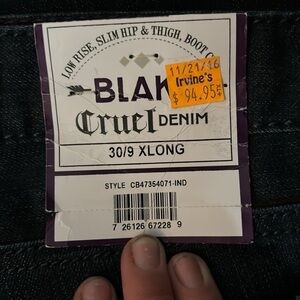 LOW RISE, SLIM HIP & THIGH, BOOT
BLAK
11/21/16
Irvine's
$ 94.95
Cruel DENIM
30/9 XLONG
STYLE CB47354071-IND
7 26126 67228 9